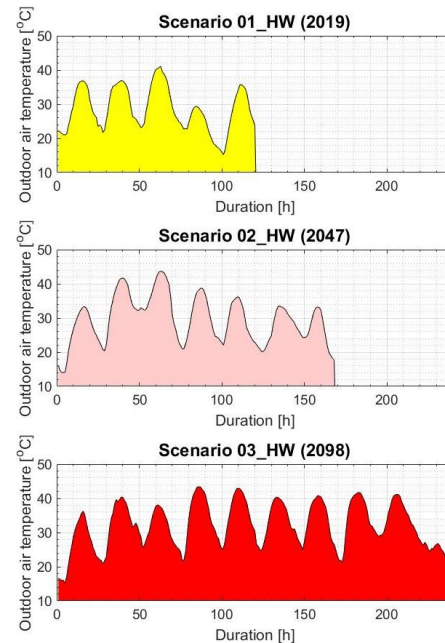 Scenario 01_HW (2019)
Outdoor air temperature [°C]
50
40
30
20
10
0 50 100 150 200
Duration [h]
Scenario 02_HW (2047)
Outdoor air temperature [°C]
50
40
30
20
10
0 50 100 150 200
Duration [h]
Scenario 03_HW (2098)
Outdoor air temperature [°C]
50
40
30
20
10
0 50 100 150 200
Duration [h]